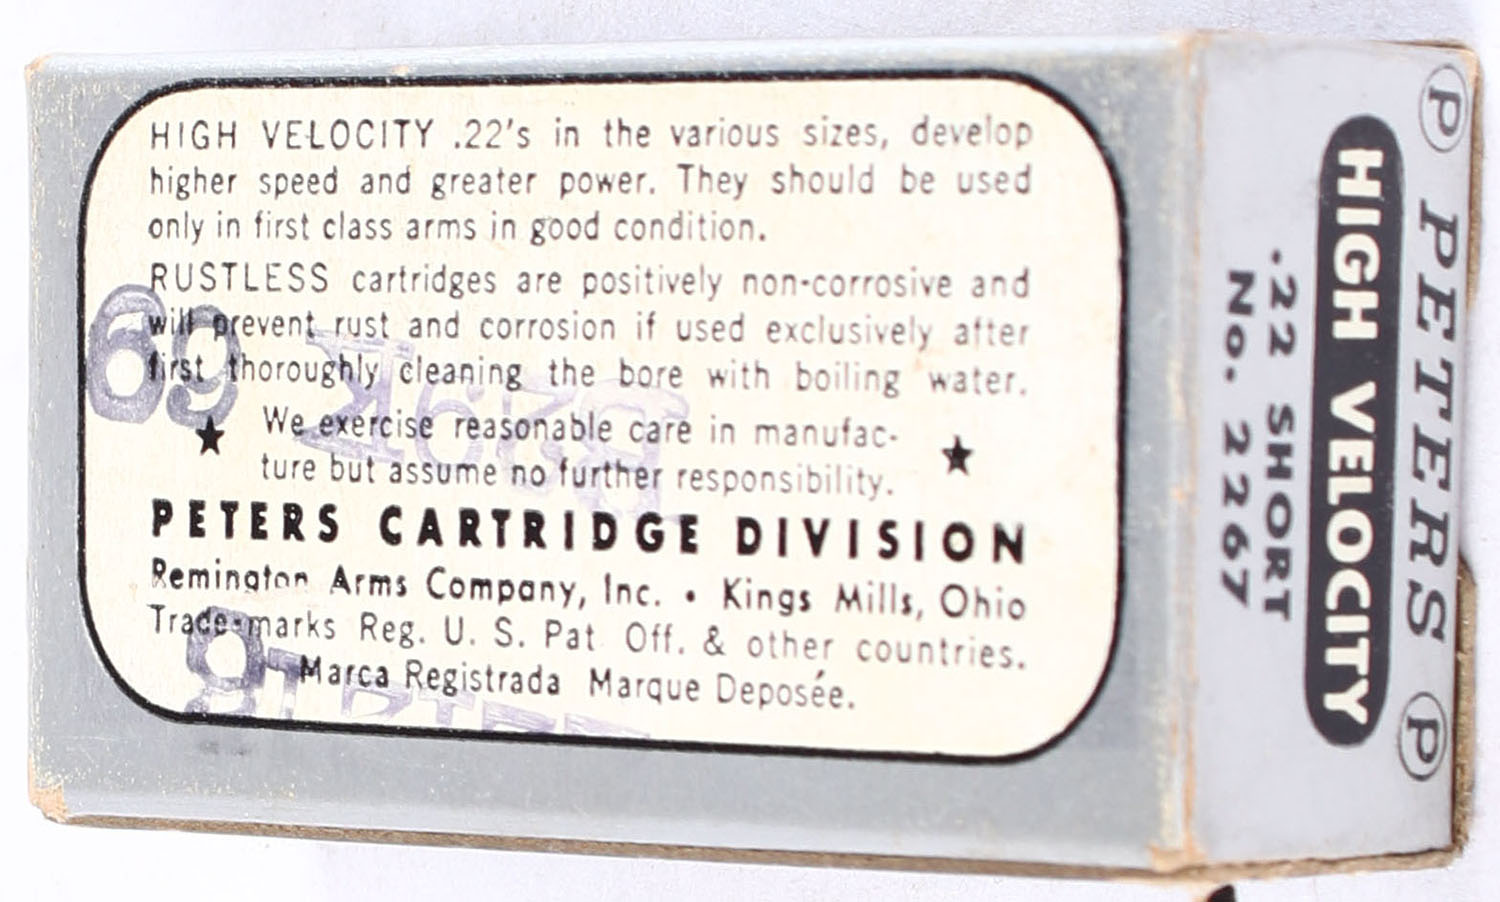 HIGH VELOCITY .22's in the various sizes, develop
higher speed and greater power. They should be used
only in first class arms in good condition.
RUSTLESS cartridges are positively non-corrosive and
will prevent rust and corrosion if used exclusively after
first thoroughly cleaning the bore with boiling water.
★ We exercise reasonable care in manufac- ★
ture but assume no further responsibility.
PETERS CARTRIDGE DIVISION
Remington Arms Company, Inc. • Kings Mills, Ohio
Trade-marks Reg. U. S. Pat Off. & other countries.
Marca Registrada Marque Deposée.
P PETERS P
HIGH VELOCITY
.22 SHORT
No. 2267